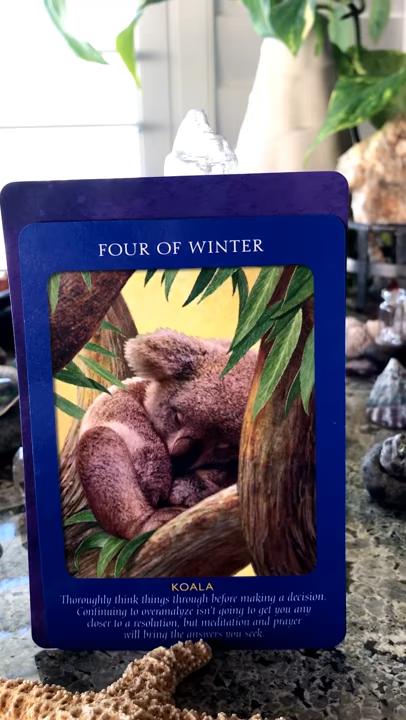 FOUR OF WINTER
KOALA
Thoroughly think things through before making a decision.
Continuing to overanalyze isn't going to get you any
closer to a resolution, but meditation and prayer
will bring the answers you seek.